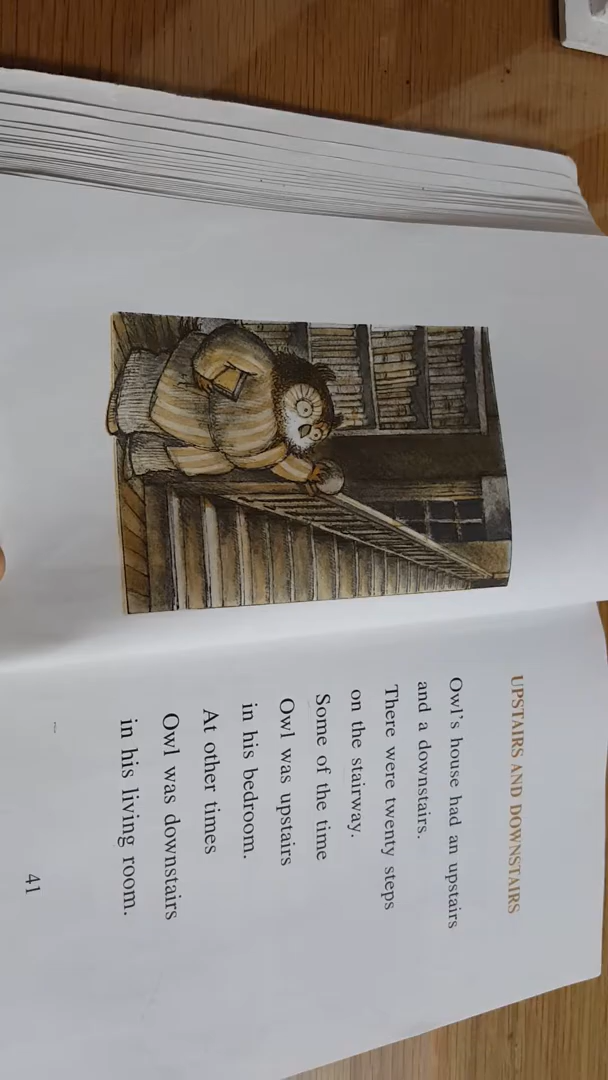 UPSTAIRS AND DOWNSTAIRS
Owl's house had an upstairs
and a downstairs.
There were twenty steps
on the stairway.
Some of the time
Owl was upstairs
in his bedroom.
At other times
Owl was downstairs
in his living room.
41